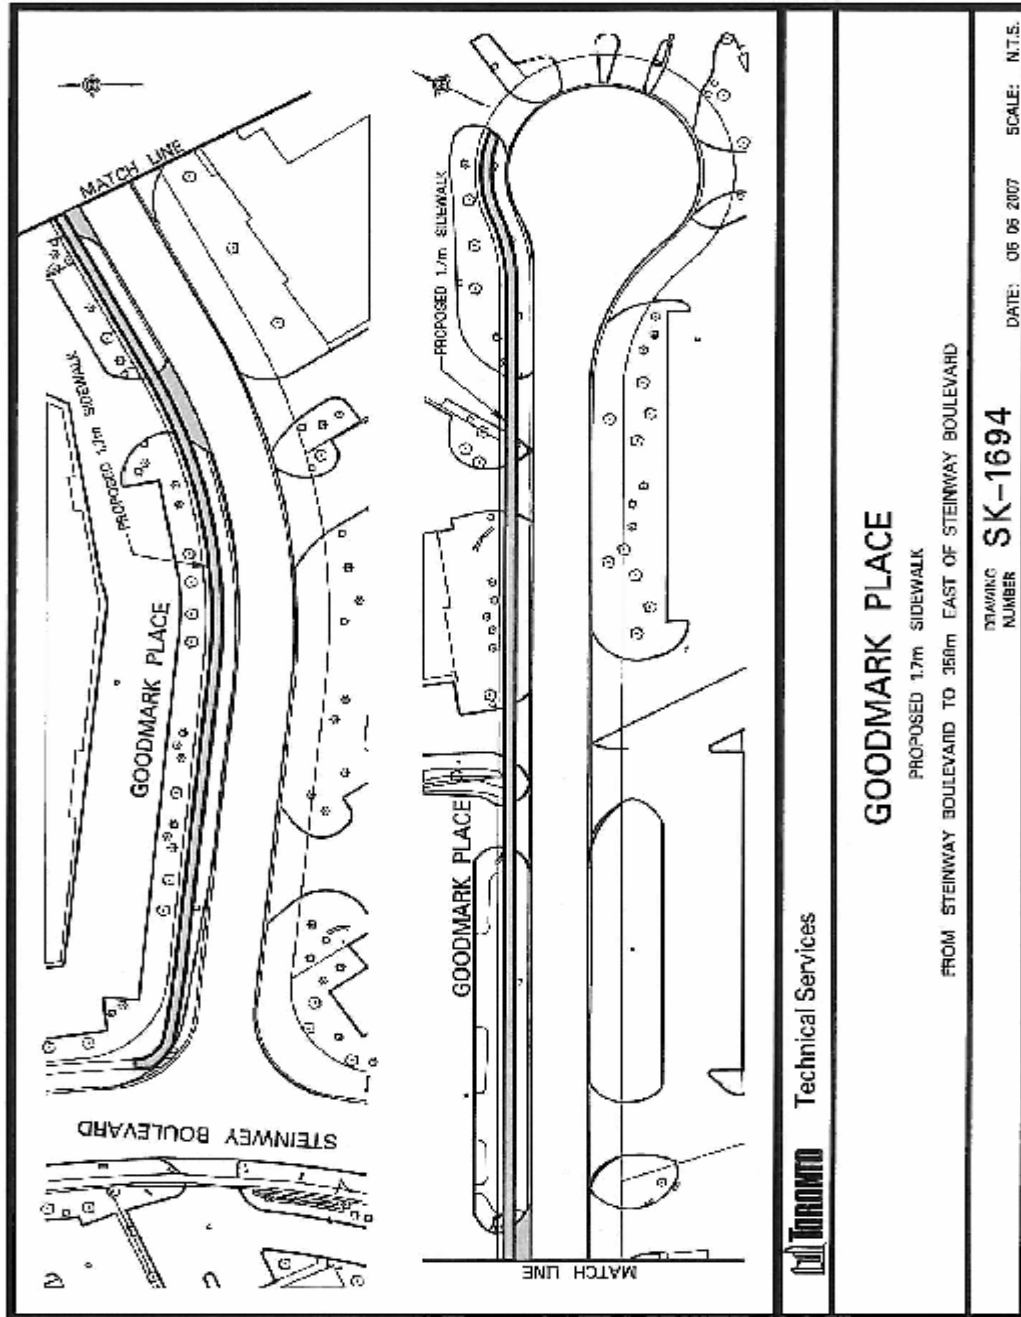 MATCH LINE
PROPOSED 1.7m SIDEWALK
GOODMARK PLACE
STEINWEY BOULEVARD
PROPOSED 1.7m SIDEWALK
GOODMARK PLACE
MATCH LINE
TORONTO Technical Services
GOODMARK PLACE
PROPOSED 1.7m SIDEWALK
FROM STEINWAY BOULEVARD TO 350m EAST OF STEINWAY BOULEVARD
DRAWING NUMBER SK-1694
DATE: 06 06 2007 SCALE: N.T.S.